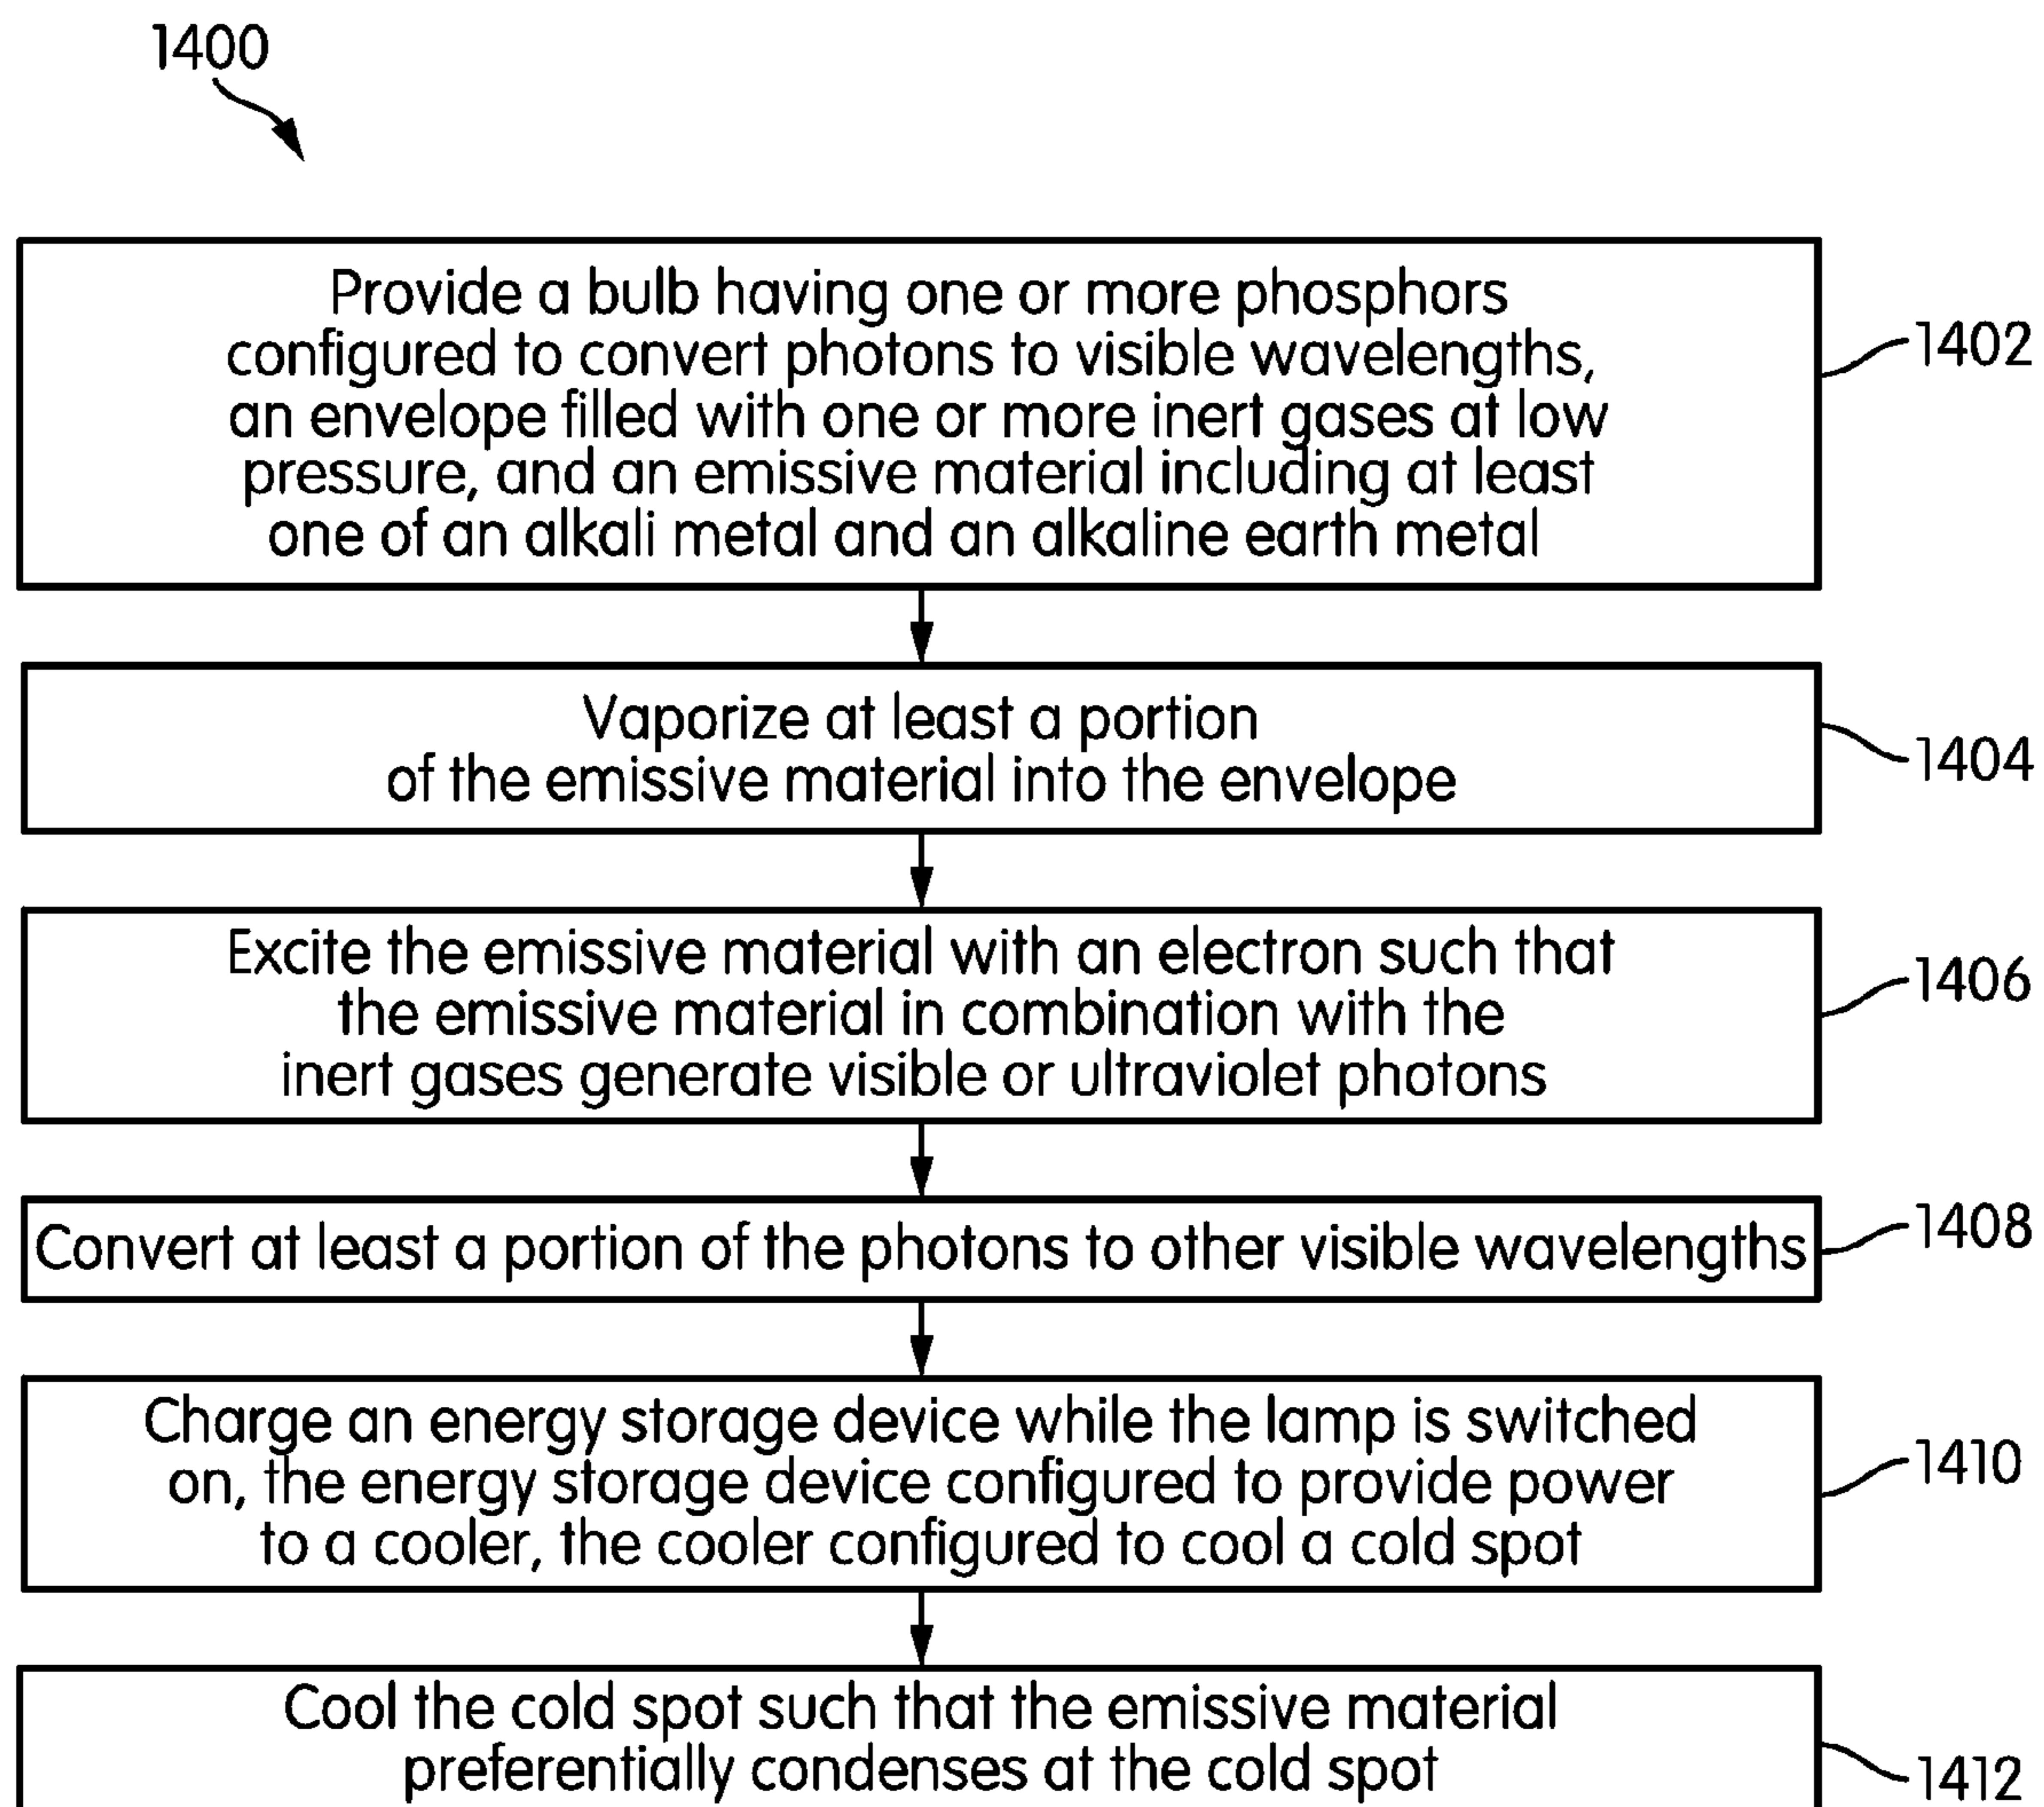 1400
Provide a bulb having one or more phosphors
configured to convert photons to visible wavelengths,
an envelope filled with one or more inert gases at low
pressure, and an emissive material including at least
one of an alkali metal and an alkaline earth metal
1402
Vaporize at least a portion
of the emissive material into the envelope
1404
Excite the emissive material with an electron such that
the emissive material in combination with the
inert gases generate visible or ultraviolet photons
1406
Convert at least a portion of the photons to other visible wavelengths
1408
Charge an energy storage device while the lamp is switched
on, the energy storage device configured to provide power
to a cooler, the cooler configured to cool a cold spot
1410
Cool the cold spot such that the emissive material
preferentially condenses at the cold spot
1412